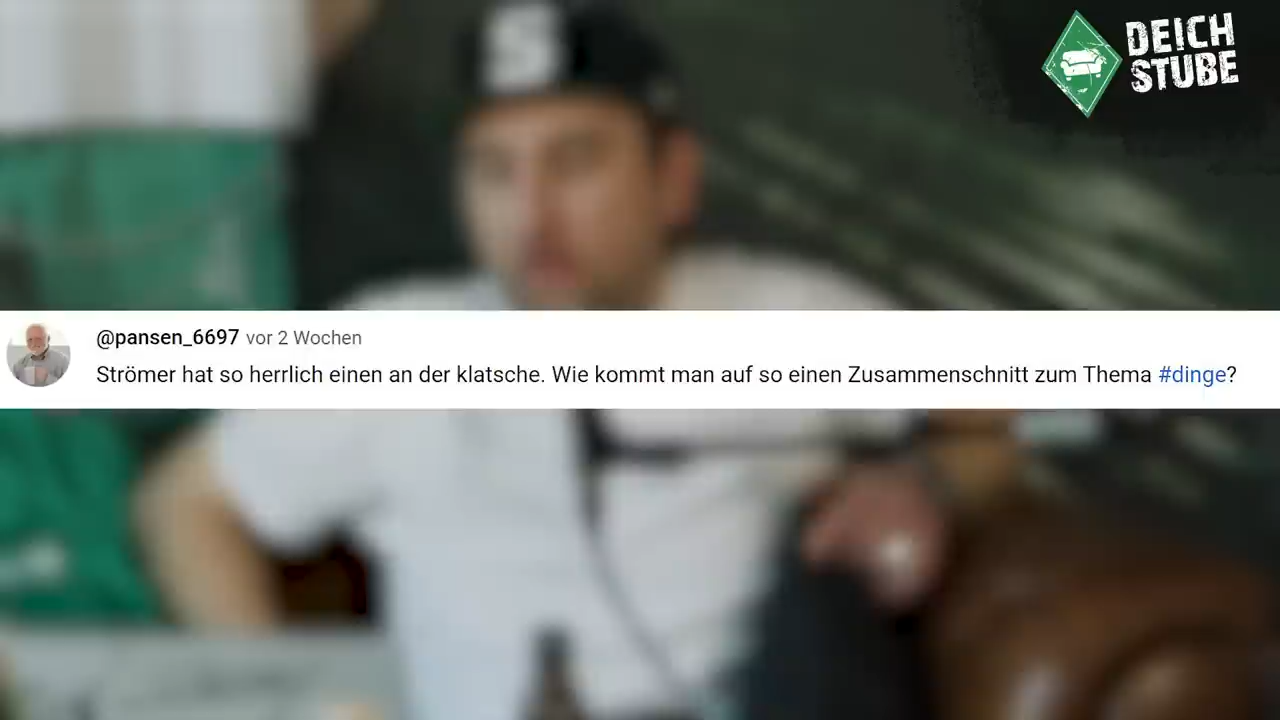 S
DEICH
STUBE
@pansen_6697 vor 2 Wochen
Strömer hat so herrlich einen an der klatsche. Wie kommt man auf so einen Zusammenschnitt zum Thema #dinge?